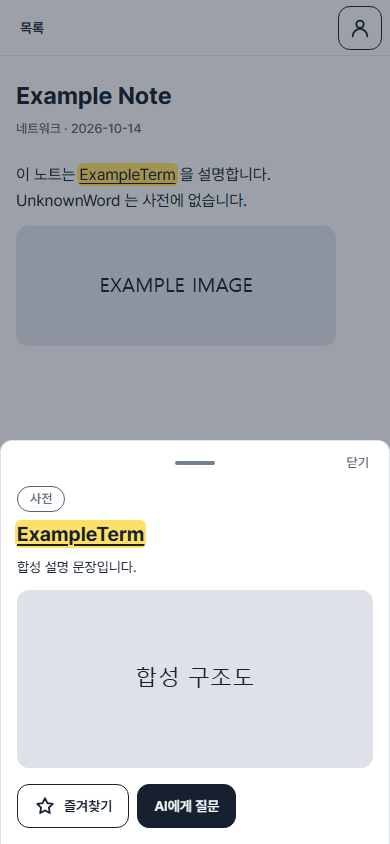 목록
Example Note
네트워크 · 2026-10-14
이 노트는 ExampleTerm 을 설명합니다.
UnknownWord 는 사전에 없습니다.
EXAMPLE IMAGE
닫기
사전
ExampleTerm
합성 설명 문장입니다.
합성 구조도
즐겨찾기
AI에게 질문